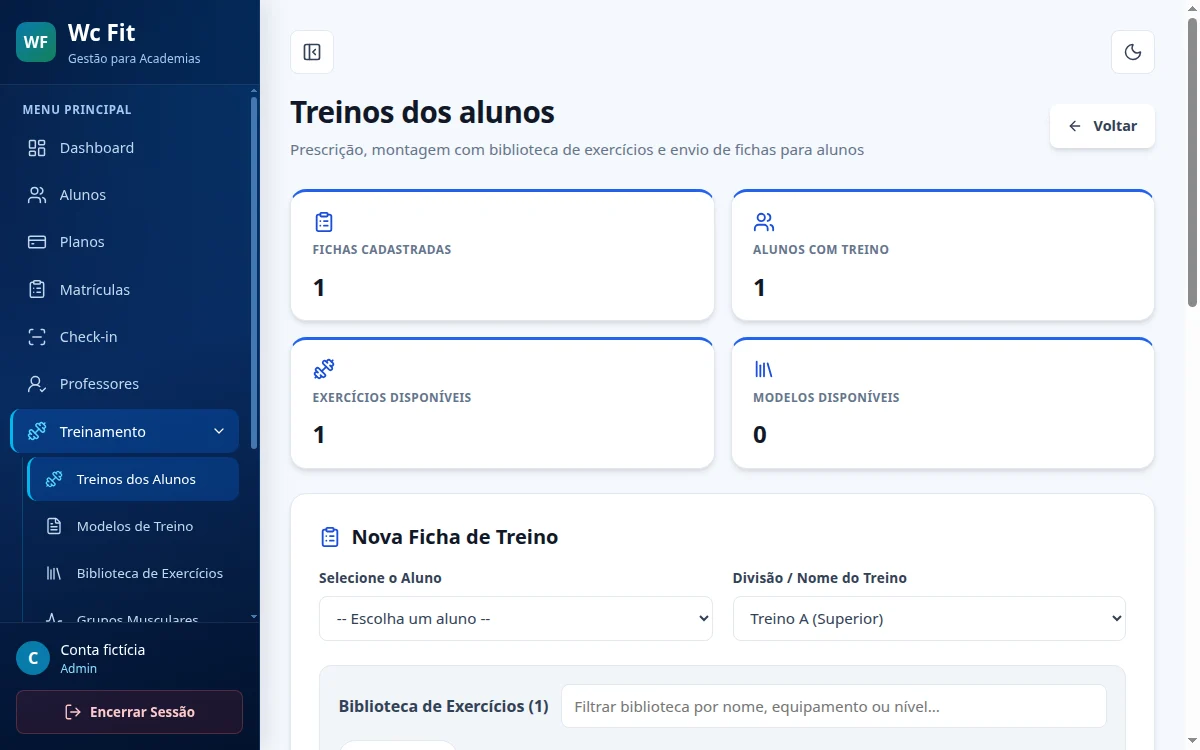 WF
Wc Fit
Gestão para Academias
MENU PRINCIPAL
Dashboard
Alunos
Planos
Matrículas
Check-in
Professores
Treinamento
Treinos dos Alunos
Modelos de Treino
Biblioteca de Exercícios
Grupos Musculares
C
Conta fictícia
Admin
Encerrar Sessão
Treinos dos alunos
Prescrição, montagem com biblioteca de exercícios e envio de fichas para alunos
Voltar
FICHAS CADASTRADAS
1
ALUNOS COM TREINO
1
EXERCÍCIOS DISPONÍVEIS
1
MODELOS DISPONÍVEIS
0
Nova Ficha de Treino
Selecione o Aluno
-- Escolha um aluno --
Divisão / Nome do Treino
Treino A (Superior)
Biblioteca de Exercícios (1)
Filtrar biblioteca por nome, equipamento ou nível...